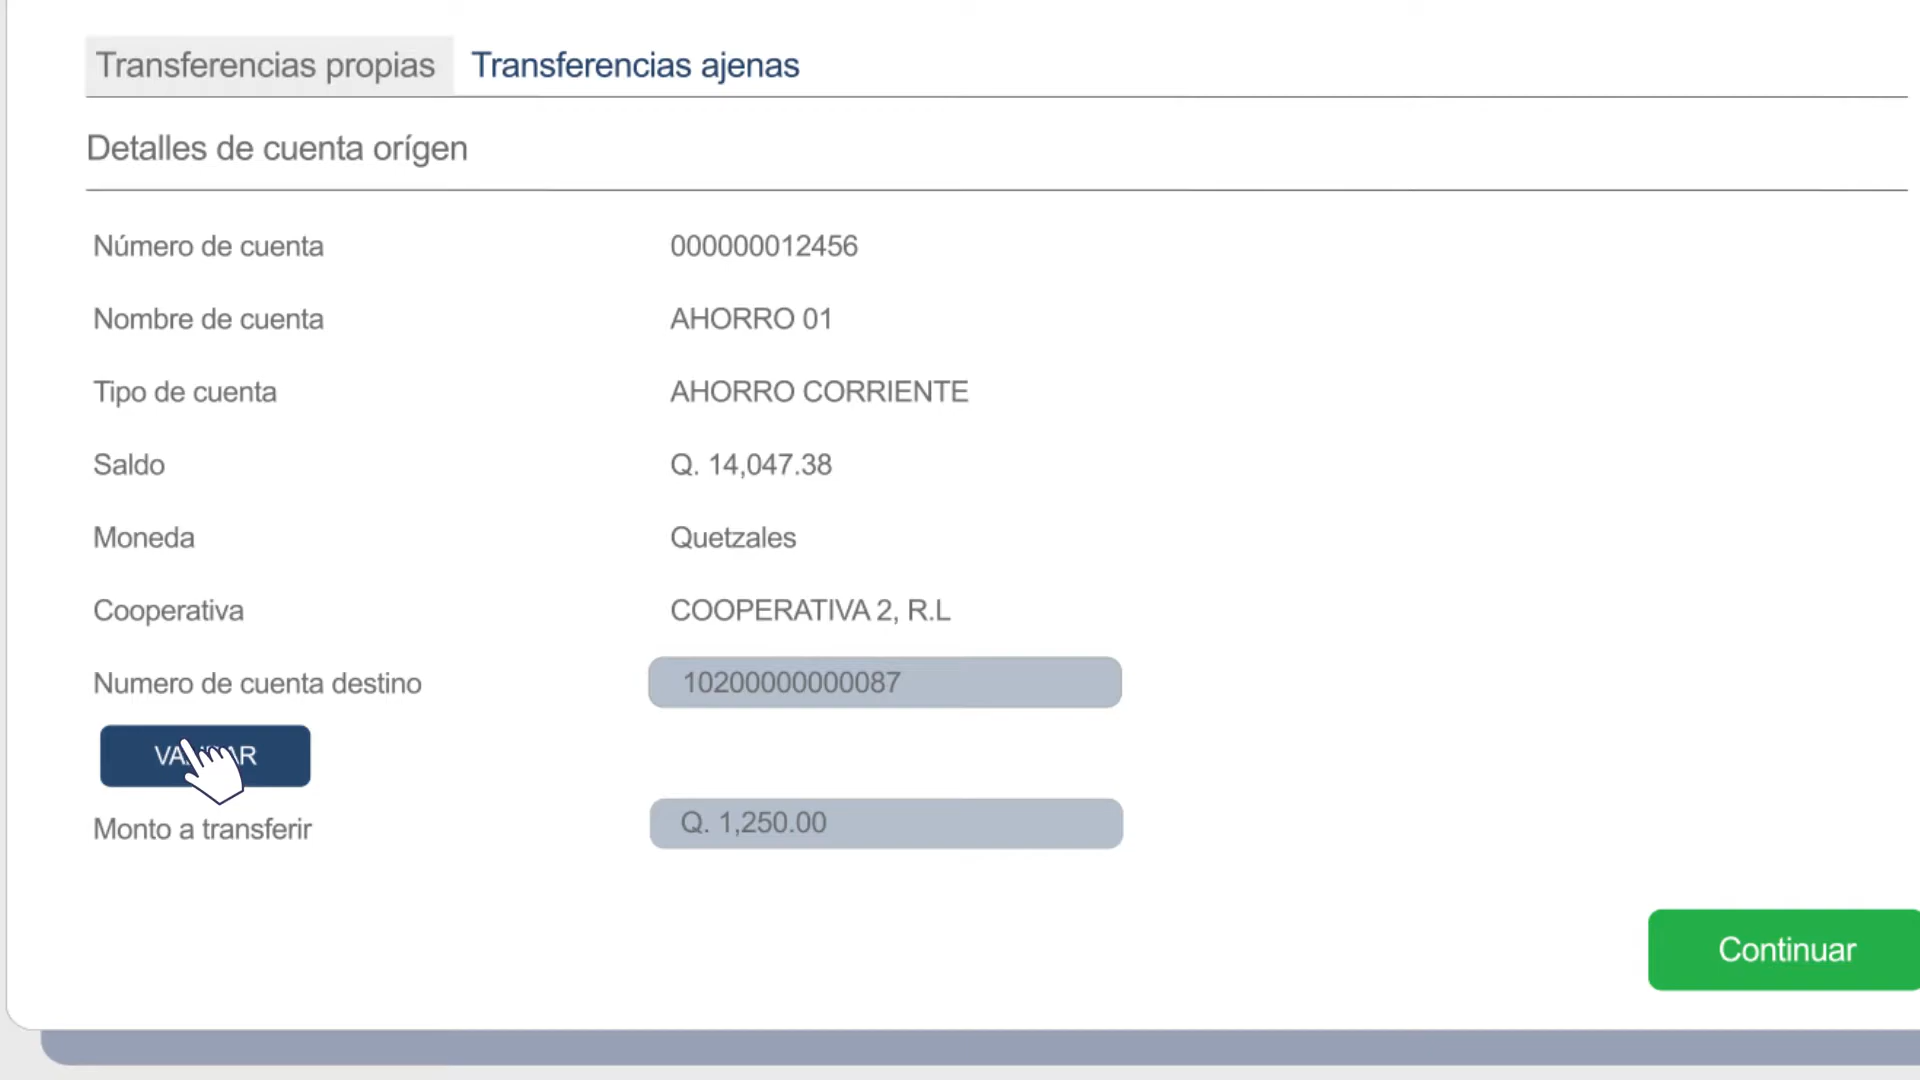 Transferencias propias Transferencias ajenas
Detalles de cuenta orígen
Número de cuenta 000000012456
Nombre de cuenta AHORRO 01
Tipo de cuenta AHORRO CORRIENTE
Saldo Q. 14,047.38
Moneda Quetzales
Cooperativa COOPERATIVA 2, R.L
Numero de cuenta destino 10200000000087
Monto a transferir Q. 1,250.00
Continuar